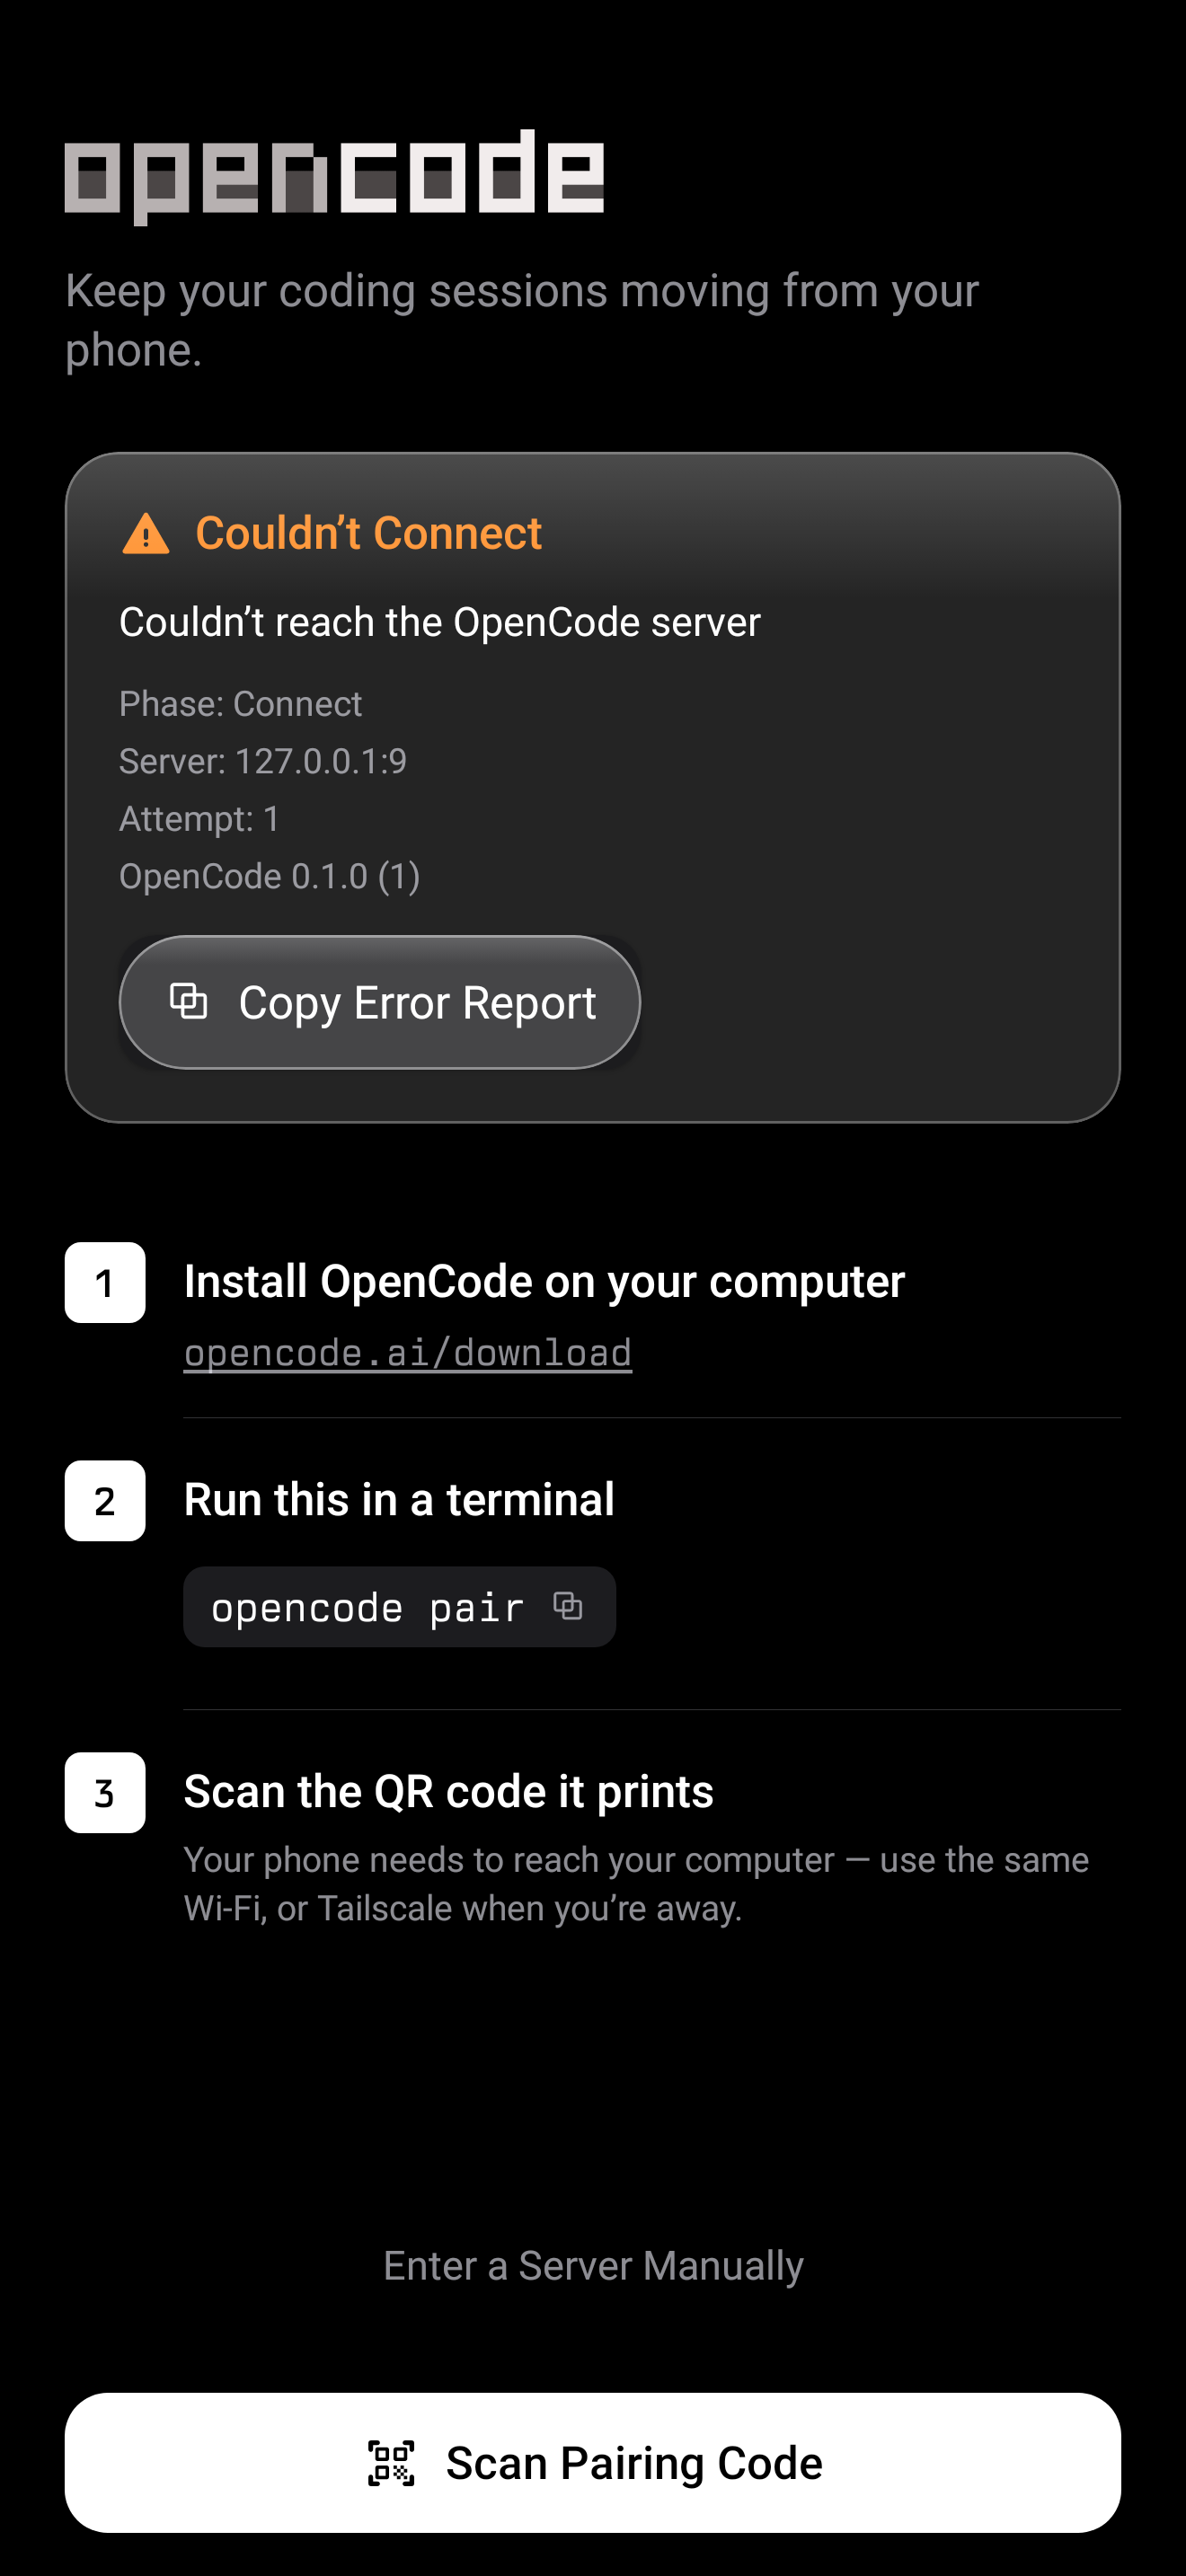 opencode
Keep your coding sessions moving from your
phone.
Couldn’t Connect
Couldn’t reach the OpenCode server
Phase: Connect
Server: 127.0.0.1:9
Attempt: 1
OpenCode 0.1.0 (1)
Copy Error Report
1
Install OpenCode on your computer
opencode.ai/download
2
Run this in a terminal
opencode pair
3
Scan the QR code it prints
Your phone needs to reach your computer — use the same
Wi-Fi, or Tailscale when you’re away.
Enter a Server Manually
Scan Pairing Code